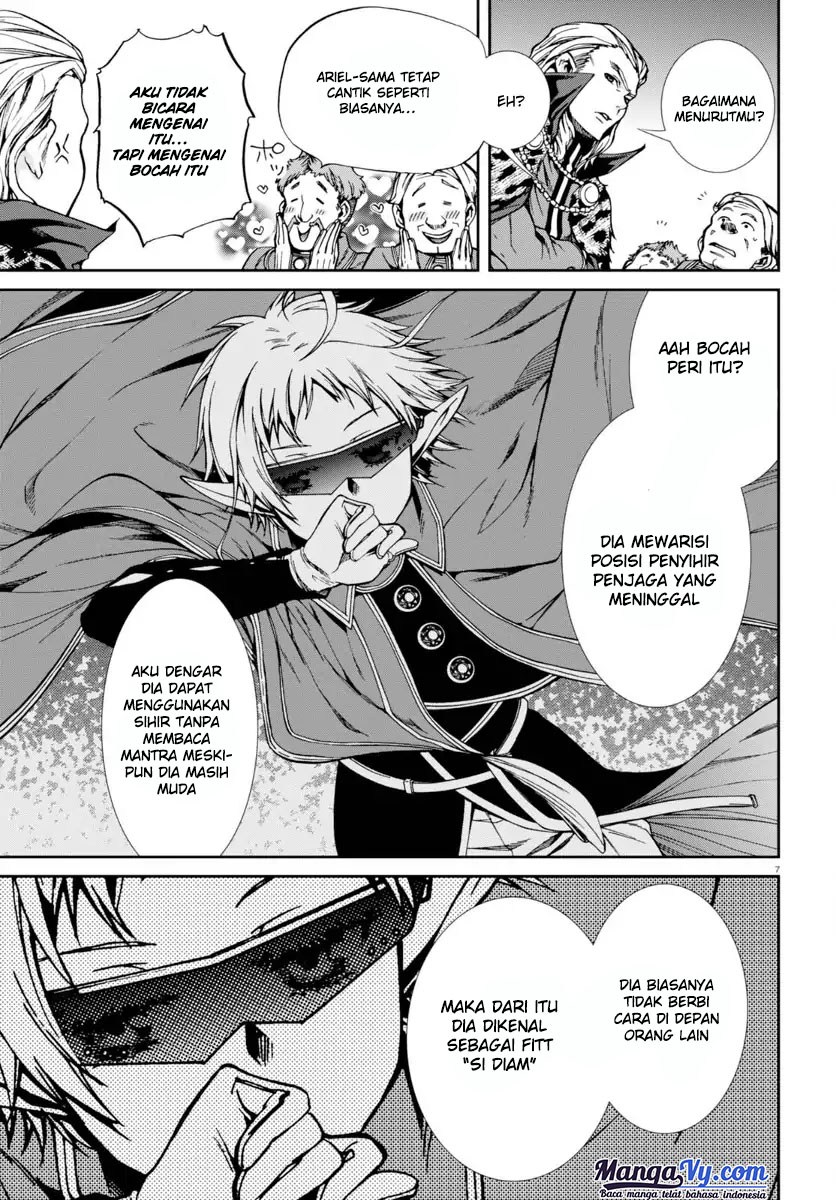 BAGAIMANA
MENURUTMU?
EH?
ARIEL-SAMA TETAP
CANTIK SEPERTI
BIASANYA...
AKU TIDAK
BICARA
MENGENAI
ITU...
TAPI MENGENAI
BOCAH ITU
ポ
AAH BOCAH
PERI ITU?
DIA MEWARISI
POSISI PENYIHIR
PENJAGA YANG
MENINGGAL
AKU DENGAR
DIA DAPAT
MENGGUNAKAN
SIHIR TANPA
MEMBACA
MANTRA MESKI-
PUN DIA MASIH
MUDA
7
DIA BIASANYA
TIDAK BERBI
CARA DI DEPAN
ORANG LAIN
MAKA DARI ITU
DIA DIKENAL
SEBAGAI FITT
"SI DIAM"
MangaVy.com
Baca manga telat bahasa indonesia